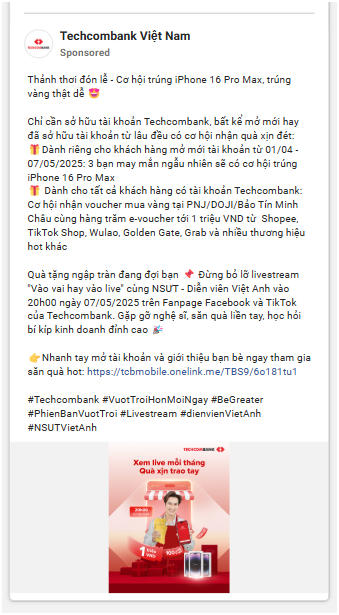 Techcombank Việt Nam
Sponsored
Thảnh thơi đón lễ - Cơ hội trúng iPhone 16 Pro Max, trúng
vàng thật dễ 🤩
Chỉ cần sở hữu tài khoản Techcombank, bất kể mở mới hay
đã sở hữu tài khoản từ lâu đều có cơ hội nhận quà xịn đét:
🎁Dành riêng cho khách hàng mở mới tài khoản từ 01/04 -
07/05/2025: 3 bạn may mắn ngẫu nhiên sẽ có cơ hội trúng
iPhone 16 Pro Max
🎁 Dành cho tất cả khách hàng có tài khoản Techcombank:
Cơ hội nhận voucher mua vàng tại PNJ/DOJI/Bảo Tín Minh
Châu cùng hàng trăm e-voucher tới 1 triệu VND từ Shopee,
TikTok Shop, Wulao, Golden Gate, Grab và nhiều thương hiệu
hot khác
Quà tặng ngập tràn đang đợi bạn 📌 Đừng bỏ lỡ livestream
"Vào vai hay vào live" cùng NSƯT - Diễn viên Việt Anh vào
20h00 ngày 07/05/2025 trên Fanpage Facebook và TikTok
của Techcombank. Gặp gỡ nghệ sĩ, săn quà liền tay, học hỏi
bí kíp kinh doanh đỉnh cao 🎉
👉Nhanh tay mở tài khoản và giới thiệu bạn bè ngay tham gia
săn quà hot: https://tcbmobile.onelink.me/TBS9/6o181tu1
#Techcombank #VuotTroiHonMoiNgay #BeGreater
#PhienBanVuotTroi #Livestream #dienvienVietAnh
#NSUTVietAnh
TECHCOMBANK
Xem live mỗi tháng
Quà xịn trao tay
20h00
1 triệu
VND
100